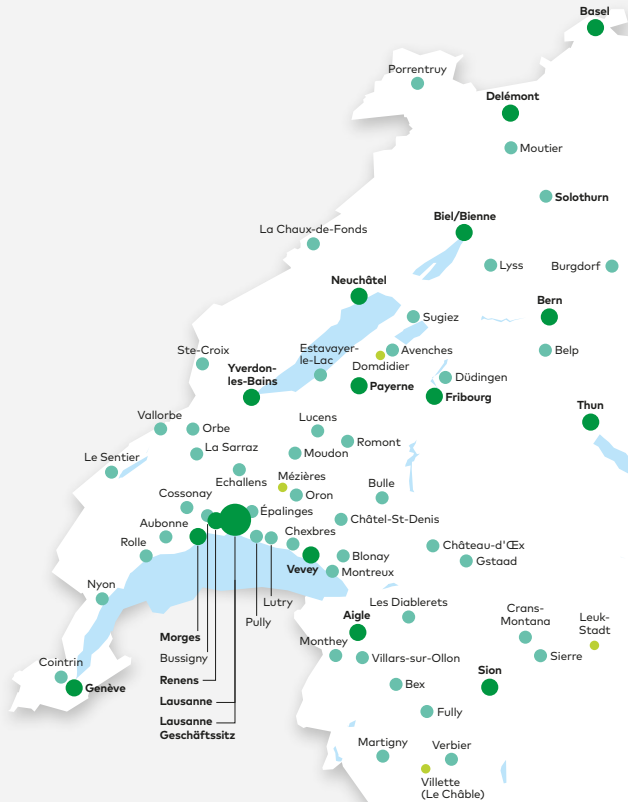 Basel
Porrentruy
Delémont
Moutier
Solothurn
Biel/Bienne
La Chaux-de-Fonds
Lyss
Burgdorf
Neuchâtel
Bern
Sugiez
Ste-Croix
Estavayer-
le-Lac
Avenches
Belp
Domdidier
Yverdon-
les-Bains
Payerne
Düdingen
Fribourg
Thun
Vallorbe
Orbe
Lucens
Romont
La Sarraz
Moudon
Le Sentier
Echallens
Mézières
Bulle
Cossonay
Oron
Épalinges
Châtel-St-Denis
Aubonne
Chexbres
Rolle
Château-d'Œx
Blonay
Gstaad
Vevey
Montreux
Nyon
Lutry
Les Diablerets
Pully
Aigle
Crans-
Montana
Leuk-
Stadt
Morges
Monthey
Bussigny
Villars-sur-Ollon
Sierre
Cointrin
Renens
Sion
Genève
Bex
Lausanne
Fully
Lausanne
Geschäftssitz
Martigny
Verbier
Villette
(Le Châble)